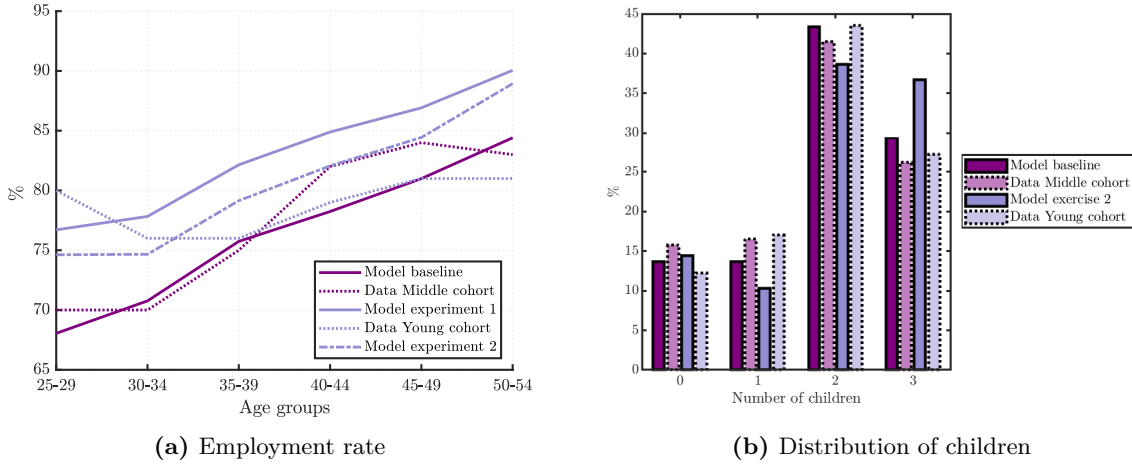 95
90
85
80
75
70
65
%
25-29
30-34
35-39
40-44
45-49
50-54
Age groups
Model baseline
Data Middle cohort
Model experiment 1
Data Young cohort
Model experiment 2
(a) Employment rate
45
40
35
30
25
20
15
10
5
0
%
0
1
2
3
Number of children
Model baseline
Data Middle cohort
Model exercise 2
Data Young cohort
(b) Distribution of children